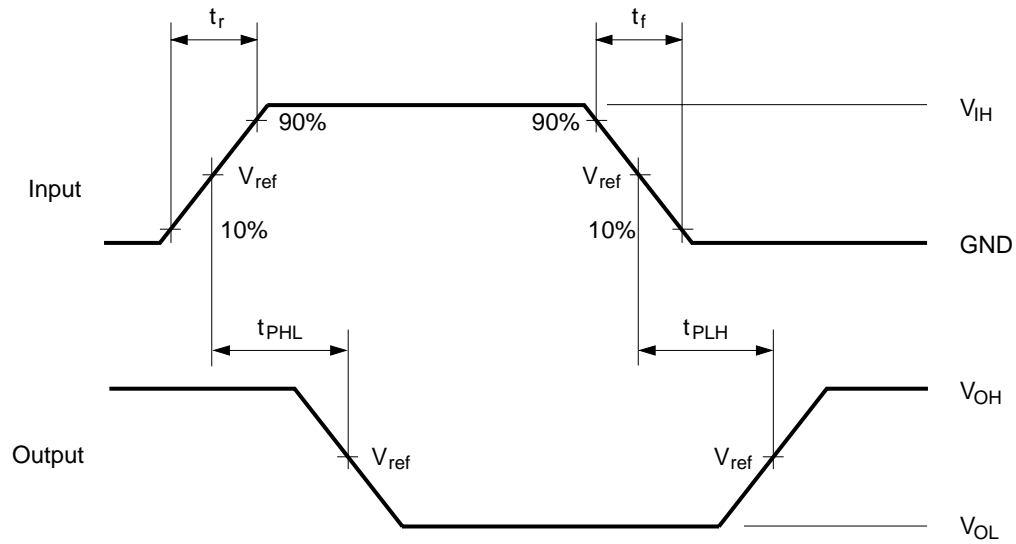 tr tf
90% 90% VIH
Input Vref Vref
10% 10% GND
tPHL tPLH
VOH
Output Vref Vref
VOL